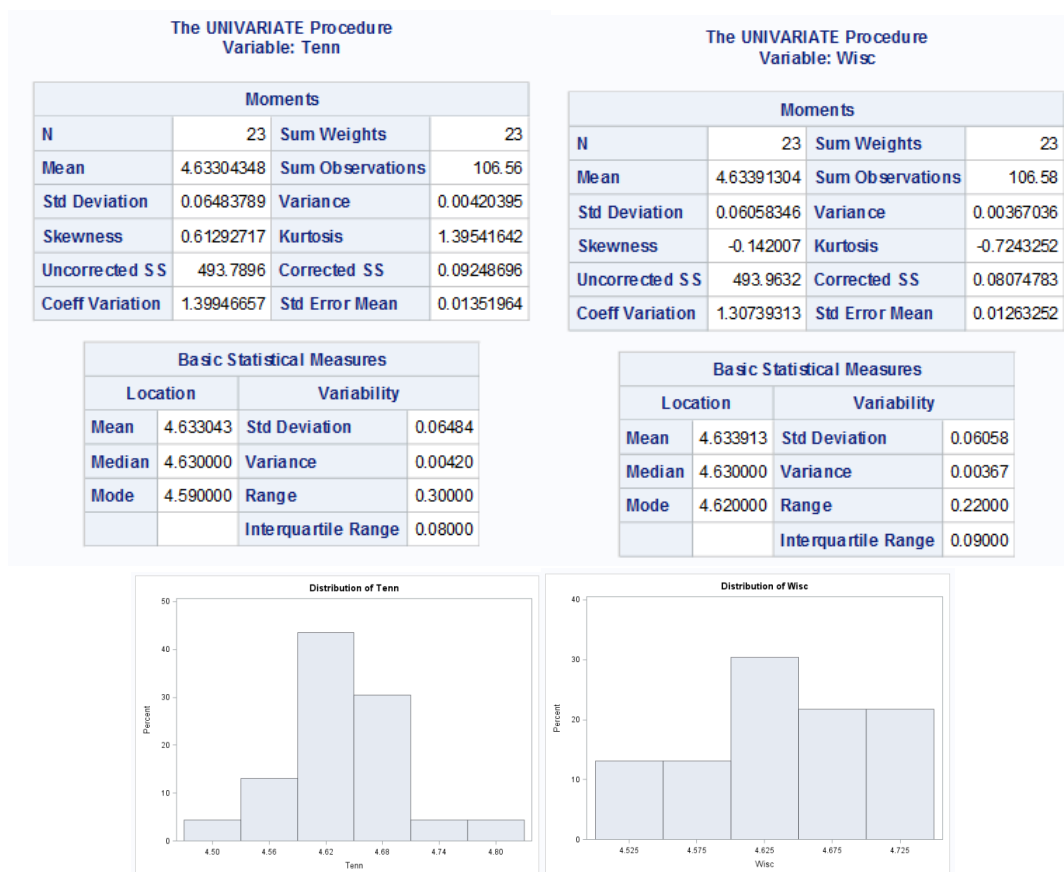 The UNIVARIATE Procedure
Variable: Tenn
Moments
N 23 Sum Weights 23
Mean 4.63304348 Sum Observations 106.56
Std Deviation 0.06483789 Variance 0.00420395
Skewness 0.61292717 Kurtosis 1.39541642
Uncorrected SS 493.7896 Corrected SS 0.09248696
Coeff Variation 1.39946657 Std Error Mean 0.01351964
Basic Statistical Measures
Location Variability
Mean 4.633043 Std Deviation 0.06484
Median 4.630000 Variance 0.00420
Mode 4.590000 Range 0.30000
Interquartile Range 0.08000
The UNIVARIATE Procedure
Variable: Wisc
Moments
N 23 Sum Weights 23
Mean 4.63391304 Sum Observations 106.58
Std Deviation 0.06058346 Variance 0.00367036
Skewness -0.142007 Kurtosis -0.7243252
Uncorrected SS 493.9632 Corrected SS 0.08074783
Coeff Variation 1.30739313 Std Error Mean 0.01263252
Basic Statistical Measures
Location Variability
Mean 4.633913 Std Deviation 0.06058
Median 4.630000 Variance 0.00367
Mode 4.620000 Range 0.22000
Interquartile Range 0.09000
Distribution of Tenn
50
40
30
20
10
0
Percent
4.50 4.56 4.62 4.68 4.74 4.80
Tenn
Distribution of Wisc
40
30
20
10
0
Percent
4.525 4.575 4.625 4.675 4.725
Wisc